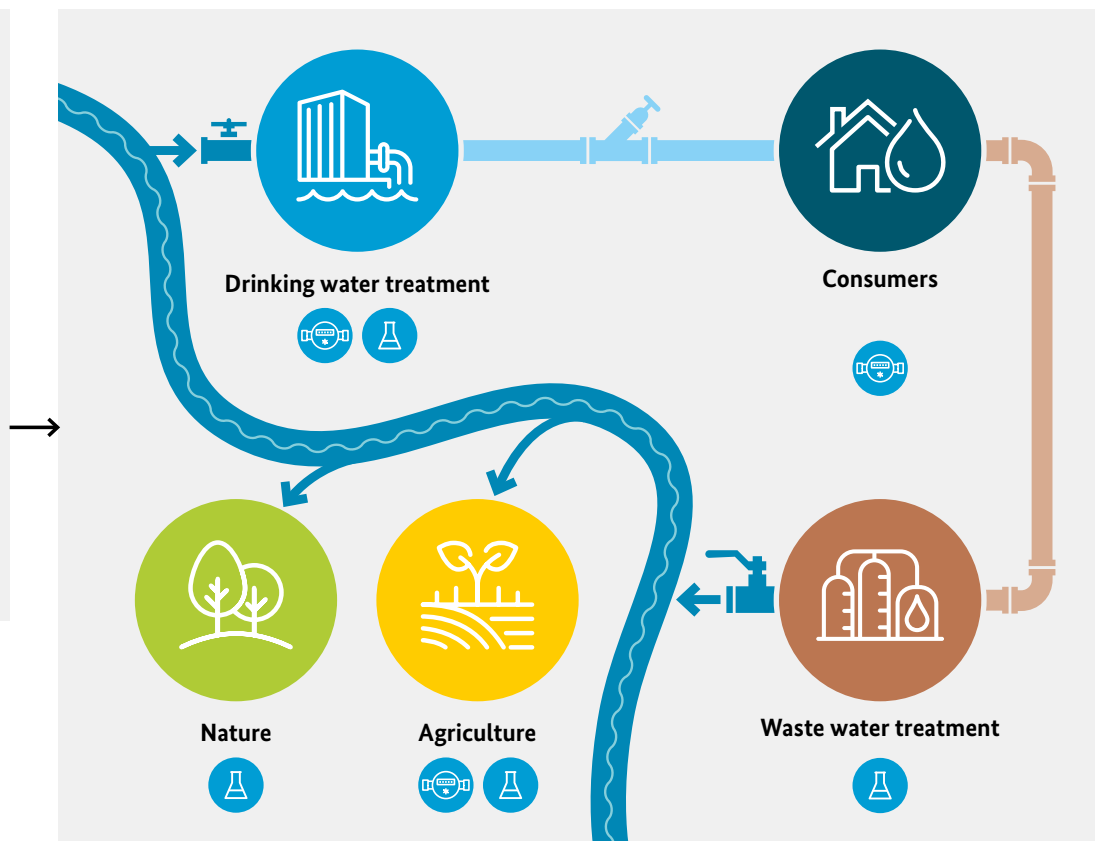 Drinking water treatment
Consumers
Nature
Agriculture
Waste water treatment